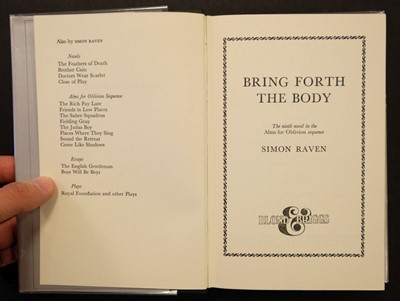 Also by SIMON RAVEN
Novels
The Feathers of Death
Brother Cain
Doctors Wear Scarlet
Close of Play
Alms for Oblivion Sequence
The Rich Pay Late
Friends in Low Places
The Sabre Squadron
Fielding Gray
The Judas Boy
Places Where They Sing
Sound the Retreat
Come Like Shadows
Essays
The English Gentleman
Boys Will Be Boys
Plays
Royal Foundation and other Plays
BRING FORTH
THE BODY
The ninth novel in the
Alms for Oblivion sequence
SIMON RAVEN
BLOND & BRIGGS